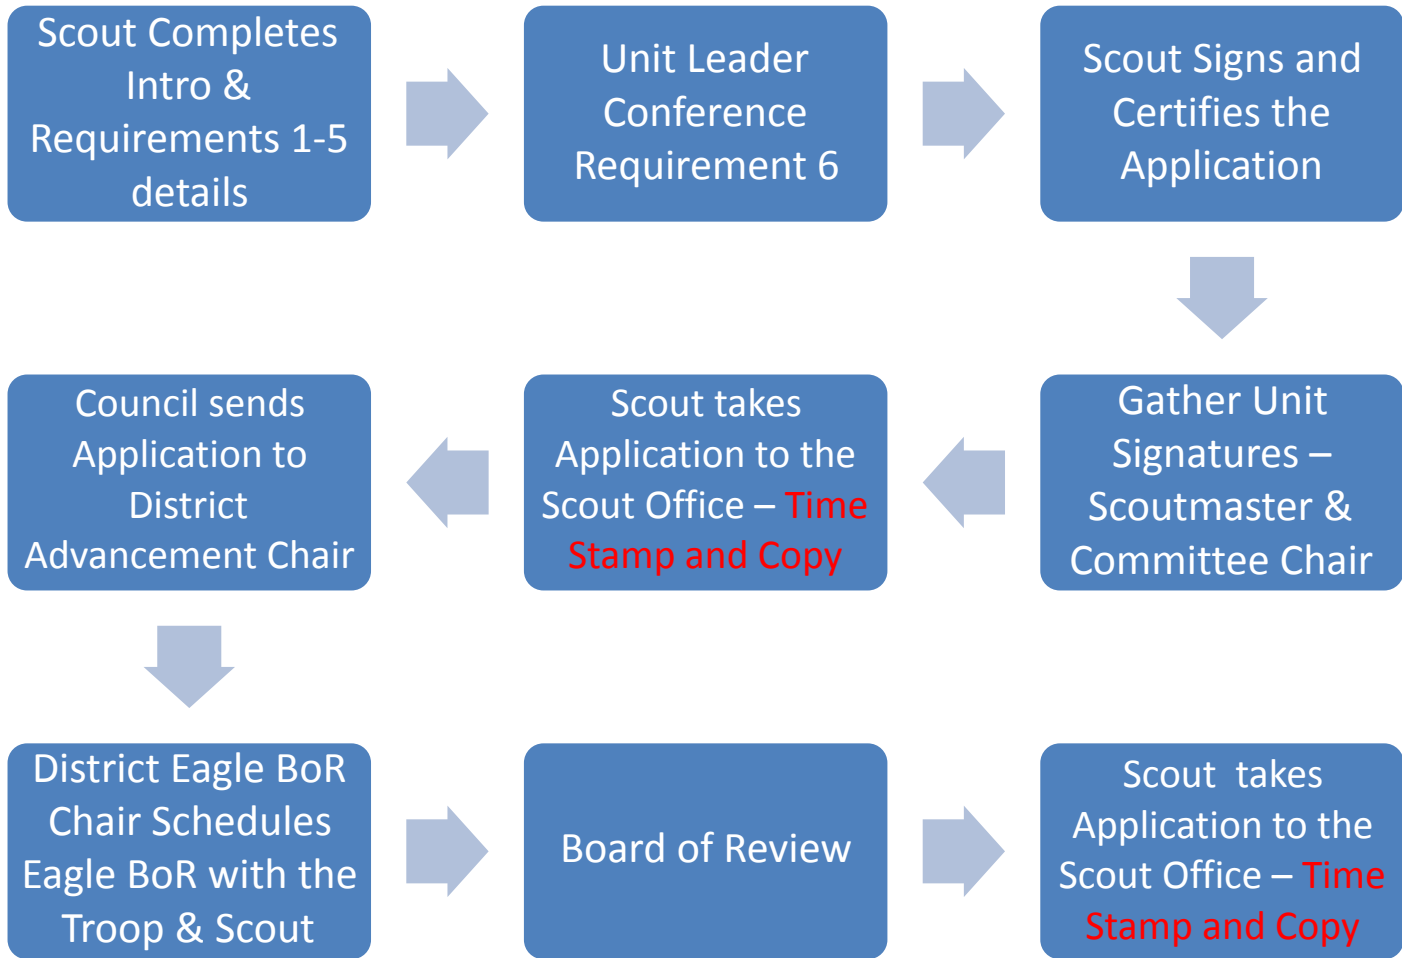 Scout Completes
Intro &
Requirements 1-5
details
Unit Leader
Conference
Requirement 6
Scout Signs and
Certifies the
Application
Gather Unit
Signatures –
Scoutmaster &
Committee Chair
Scout takes
Application to the
Scout Office – Time
Stamp and Copy
Council sends
Application to
District
Advancement Chair
District Eagle BoR
Chair Schedules
Eagle BoR with the
Troop & Scout
Board of Review
Scout takes
Application to the
Scout Office – Time
Stamp and Copy